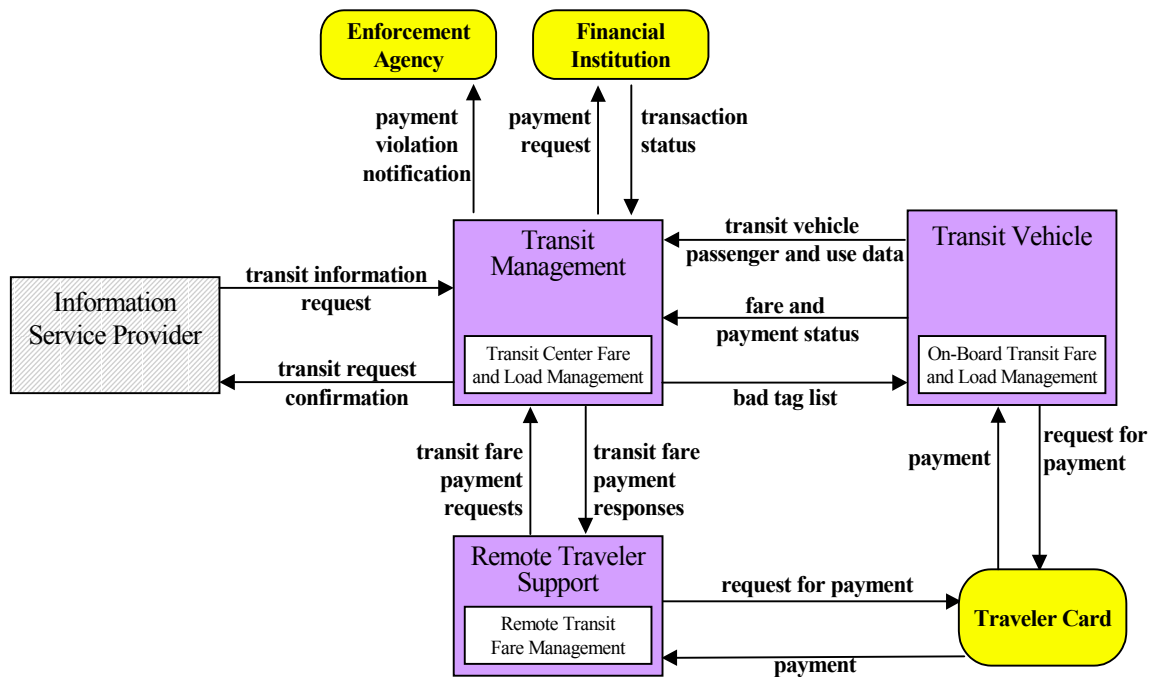 Enforcement
Agency
Financial
Institution
payment
violation
notification
payment
request
transaction
status
Transit
Management
transit vehicle
passenger and use data
Transit Vehicle
transit information
request
Information
Service Provider
fare and
payment status
Transit Center Fare
and Load Management
On-Board Transit Fare
and Load Management
transit request
confirmation
bad tag list
transit fare
payment
requests
transit fare
payment
responses
payment
request for
payment
Remote Traveler
Support
request for payment
Remote Transit
Fare Management
Traveler Card
payment